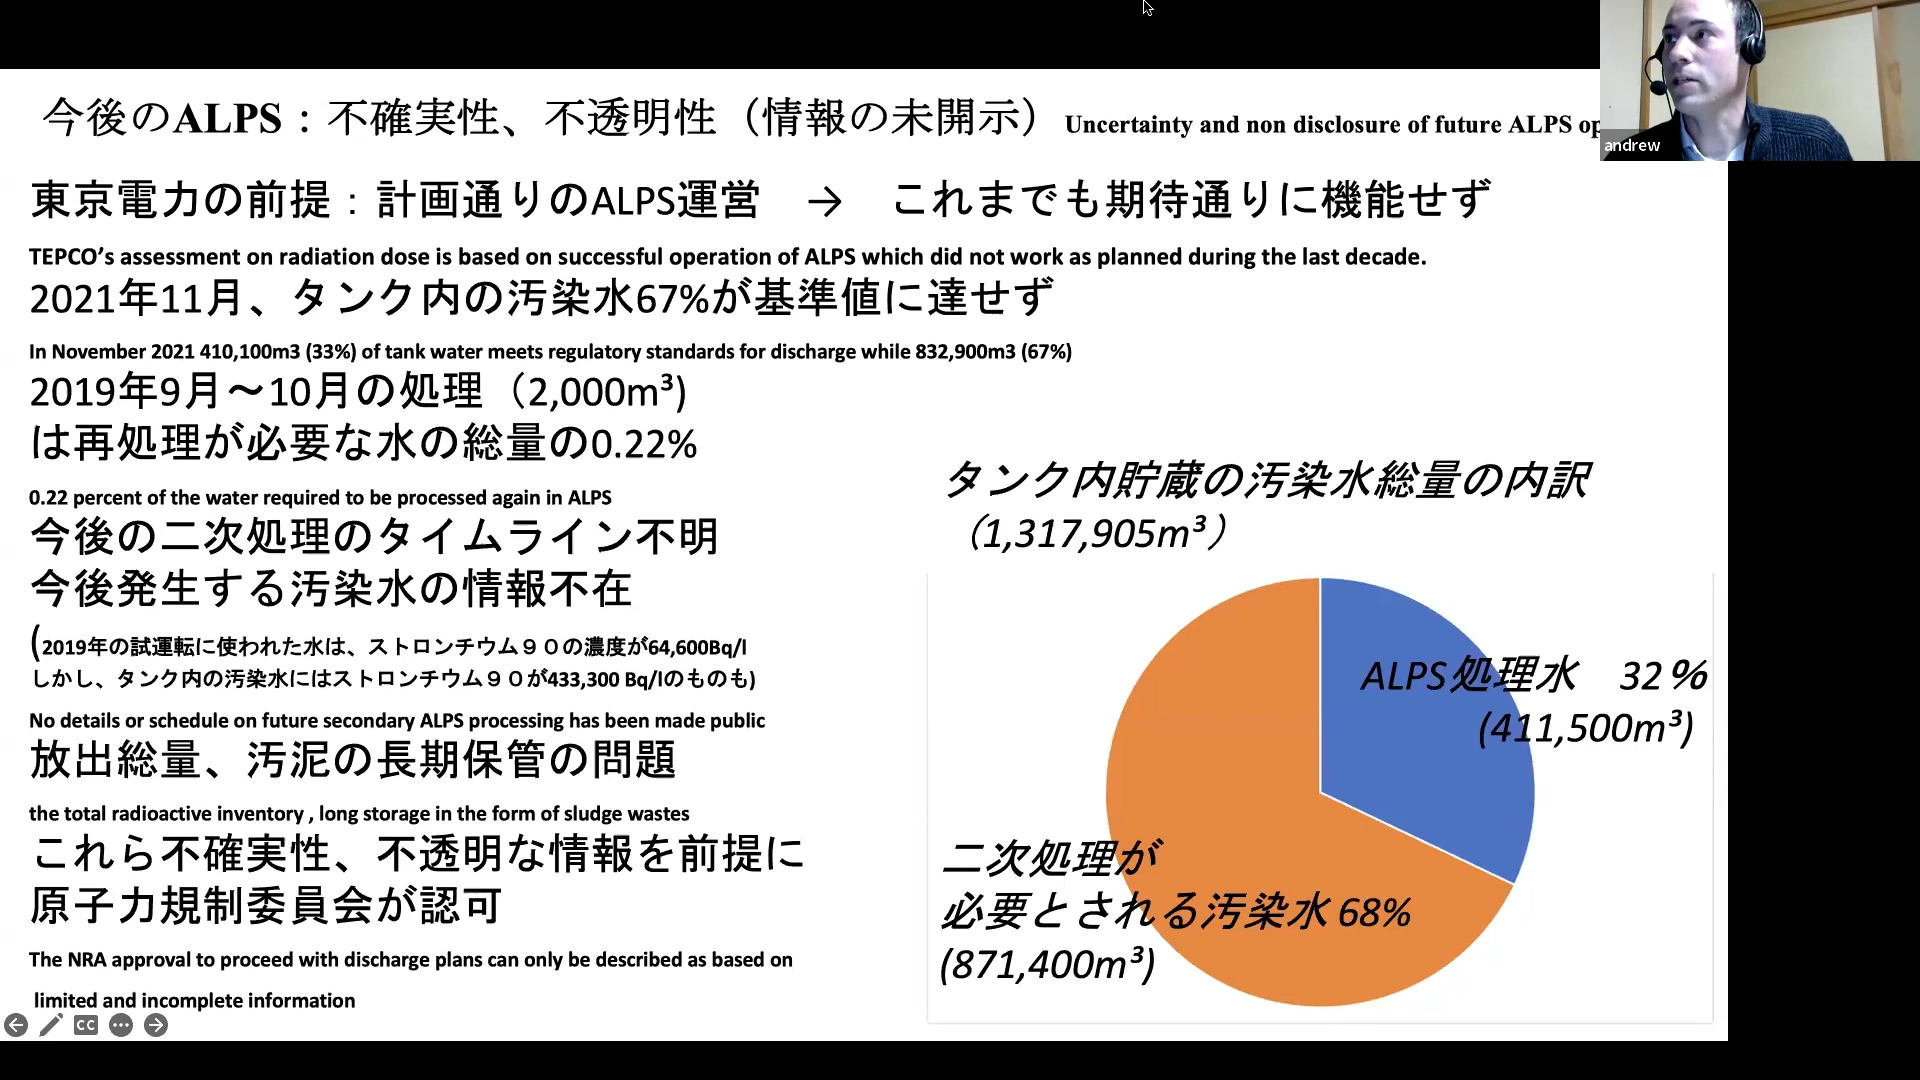 今後のALPS：不確実性、不透明性（情報の未開示） Uncertainty and non disclosure of future ALPS
andrew
東京電力の前提：計画通りのALPS運営　→　これまでも期待通りに機能せず
TEPCO’s assessment on radiation dose is based on successful operation of ALPS which did not work as planned during the last decade.
2021年11月、タンク内の汚染水67%が基準値に達せず
In November 2021 410,100m3 (33%) of tank water meets regulatory standards for discharge while 832,900m3 (67%)
2019年9月～10月の処理（2,000m³)
は再処理が必要な水の総量の0.22%
0.22 percent of the water required to be processed again in ALPS
今後の二次処理のタイムライン不明
今後発生する汚染水の情報不在
(2019年の試運転に使われた水は、ストロンチウム９０の濃度が64,600Bq/l
しかし、タンク内の汚染水にはストロンチウム９０が433,300 Bq/lのものも)
No details or schedule on future secondary ALPS processing has been made public
放出総量、汚泥の長期保管の問題
the total radioactive inventory , long storage in the form of sludge wastes
これら不確実性、不透明な情報を前提に
原子力規制委員会が認可
The NRA approval to proceed with discharge plans can only be described as based on
limited and incomplete information
タンク内貯蔵の汚染水総量の内訳
（1,317,905m³）
ALPS処理水　32％
(411,500m³)
二次処理が
必要とされる汚染水 68%
(871,400m³)
CC